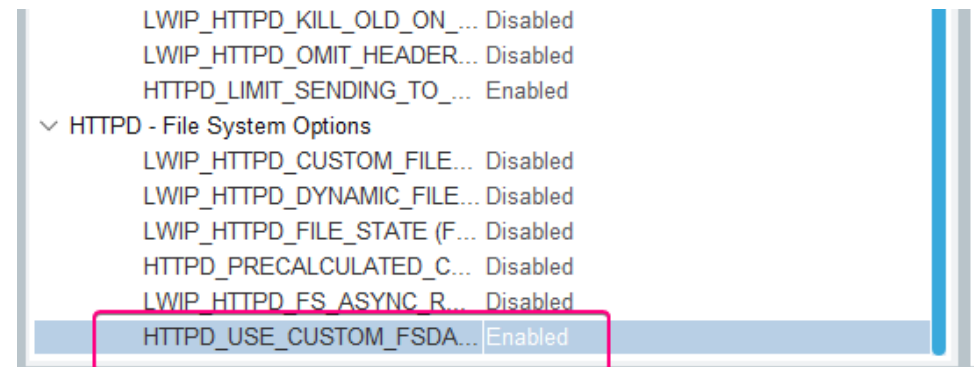 LWIP_HTTPD_KILL_OLD_ON_... Disabled
LWIP_HTTPD_OMIT_HEADER... Disabled
HTTPD_LIMIT_SENDING_TO_... Enabled
HTTPD - File System Options
LWIP_HTTPD_CUSTOM_FILE... Disabled
LWIP_HTTPD_DYNAMIC_FILE... Disabled
LWIP_HTTPD_FILE_STATE (F... Disabled
HTTPD_PRECALCULATED_C... Disabled
LWIP_HTTPD_FS_ASYNC_R... Disabled
HTTPD_USE_CUSTOM_FSDA... Enabled